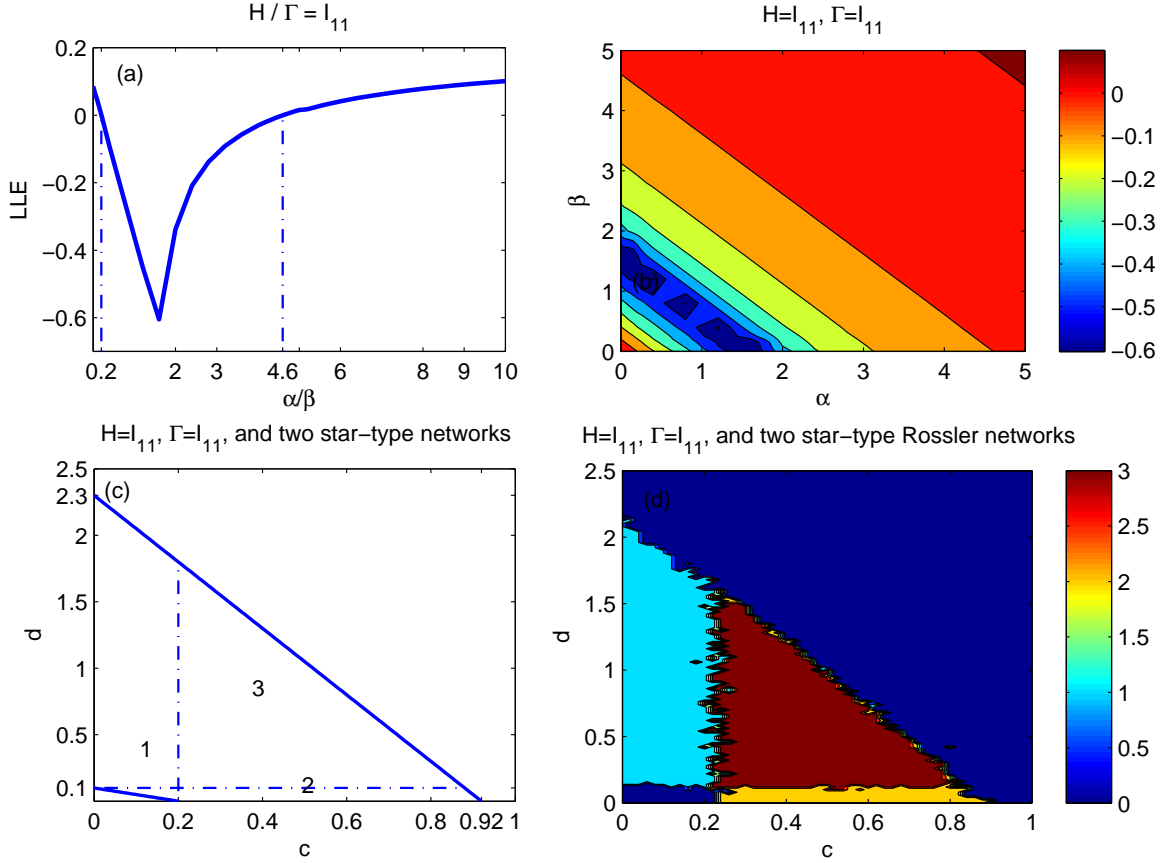 H / Γ = I11
H=I11, Γ=I11
(a)
0.2
0
−0.2
−0.4
−0.6
LLE
0.2 2 3 4.6 6 8 9 10
α/β
(b)
5
4
3
2
1
0
β
0 1 2 3 4 5
α
0
−0.1
−0.2
−0.3
−0.4
−0.5
−0.6
H=I11, Γ=I11, and two star−type networks
H=I11, Γ=I11, and two star−type Rossler networks
(c)
2.5
2.3
2
1.5
1
0.5
0.1
d
1
2
3
0 0.2 0.4 0.6 0.8 0.92 1
c
(d)
2.5
2
1.5
1
0.5
0
d
0 0.2 0.4 0.6 0.8 1
c
3
2.5
2
1.5
1
0.5
0